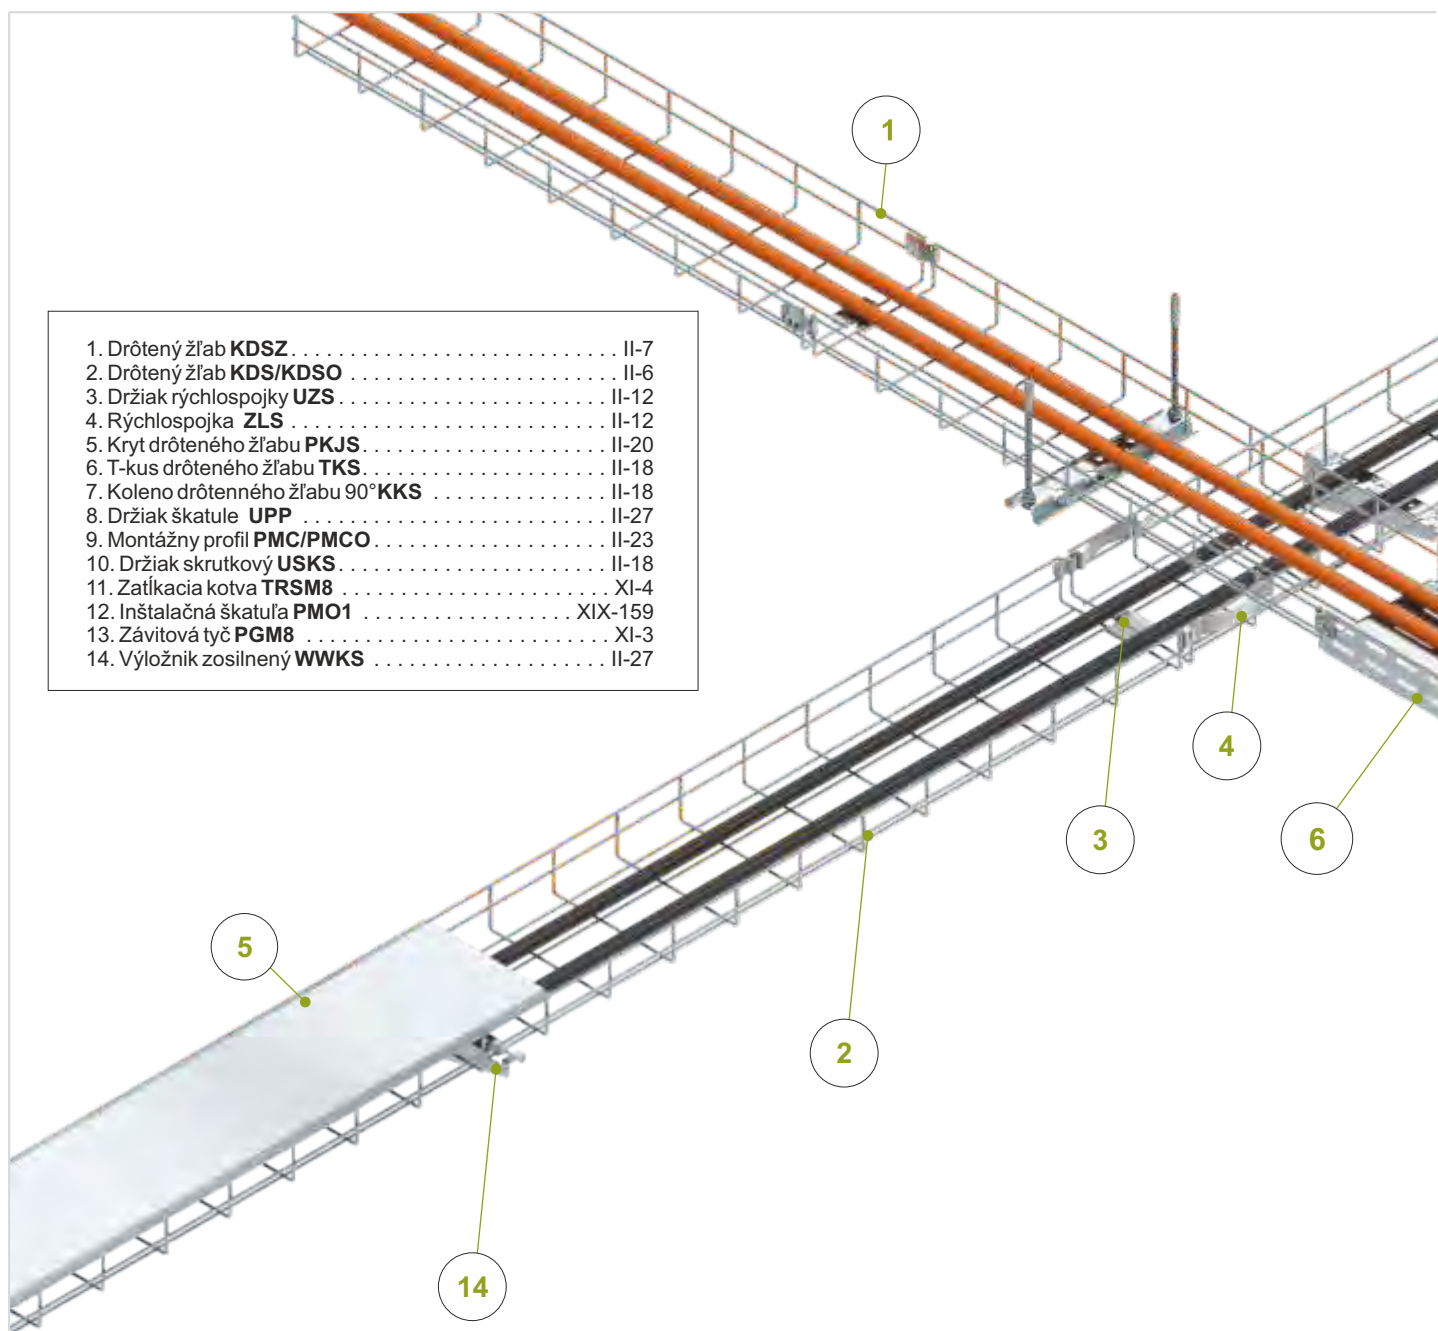 1
1. Drôtený žľab KDSZ . . . . . . . . . . . . . . . . . . . . . . . . . . . . II-7
2. Drôtený žľab KDS/KDSO . . . . . . . . . . . . . . . . . . . . . . . II-6
3. Držiak rýchlospojky UZS . . . . . . . . . . . . . . . . . . . . . . . II-12
4. Rýchlospojka ZLS . . . . . . . . . . . . . . . . . . . . . . . . . . . II-12
5. Kryt drôteného žľabu PKJS . . . . . . . . . . . . . . . . . . . . . II-20
6. T-kus drôteného žľabu TKS . . . . . . . . . . . . . . . . . . . . . II-18
7. Koleno drôtenného žľabu 90°KKS . . . . . . . . . . . . . . . II-18
8. Držiak škatule UPP . . . . . . . . . . . . . . . . . . . . . . . . . . II-27
9. Montážny profil PMC/PMCO . . . . . . . . . . . . . . . . . . . . II-23
10. Držiak skrutkový USKS . . . . . . . . . . . . . . . . . . . . . . . II-18
11. Zatĺkacia kotva TRSM8 . . . . . . . . . . . . . . . . . . . . . . . XI-4
12. Inštalačná škatuľa PMO1 . . . . . . . . . . . . . . . . . . . XIX-159
13. Závitová tyč PGM8 . . . . . . . . . . . . . . . . . . . . . . . . . . XI-3
14. Výložnik zosilnený WWKS . . . . . . . . . . . . . . . . . . . . II-27
4
3
6
5
2
14